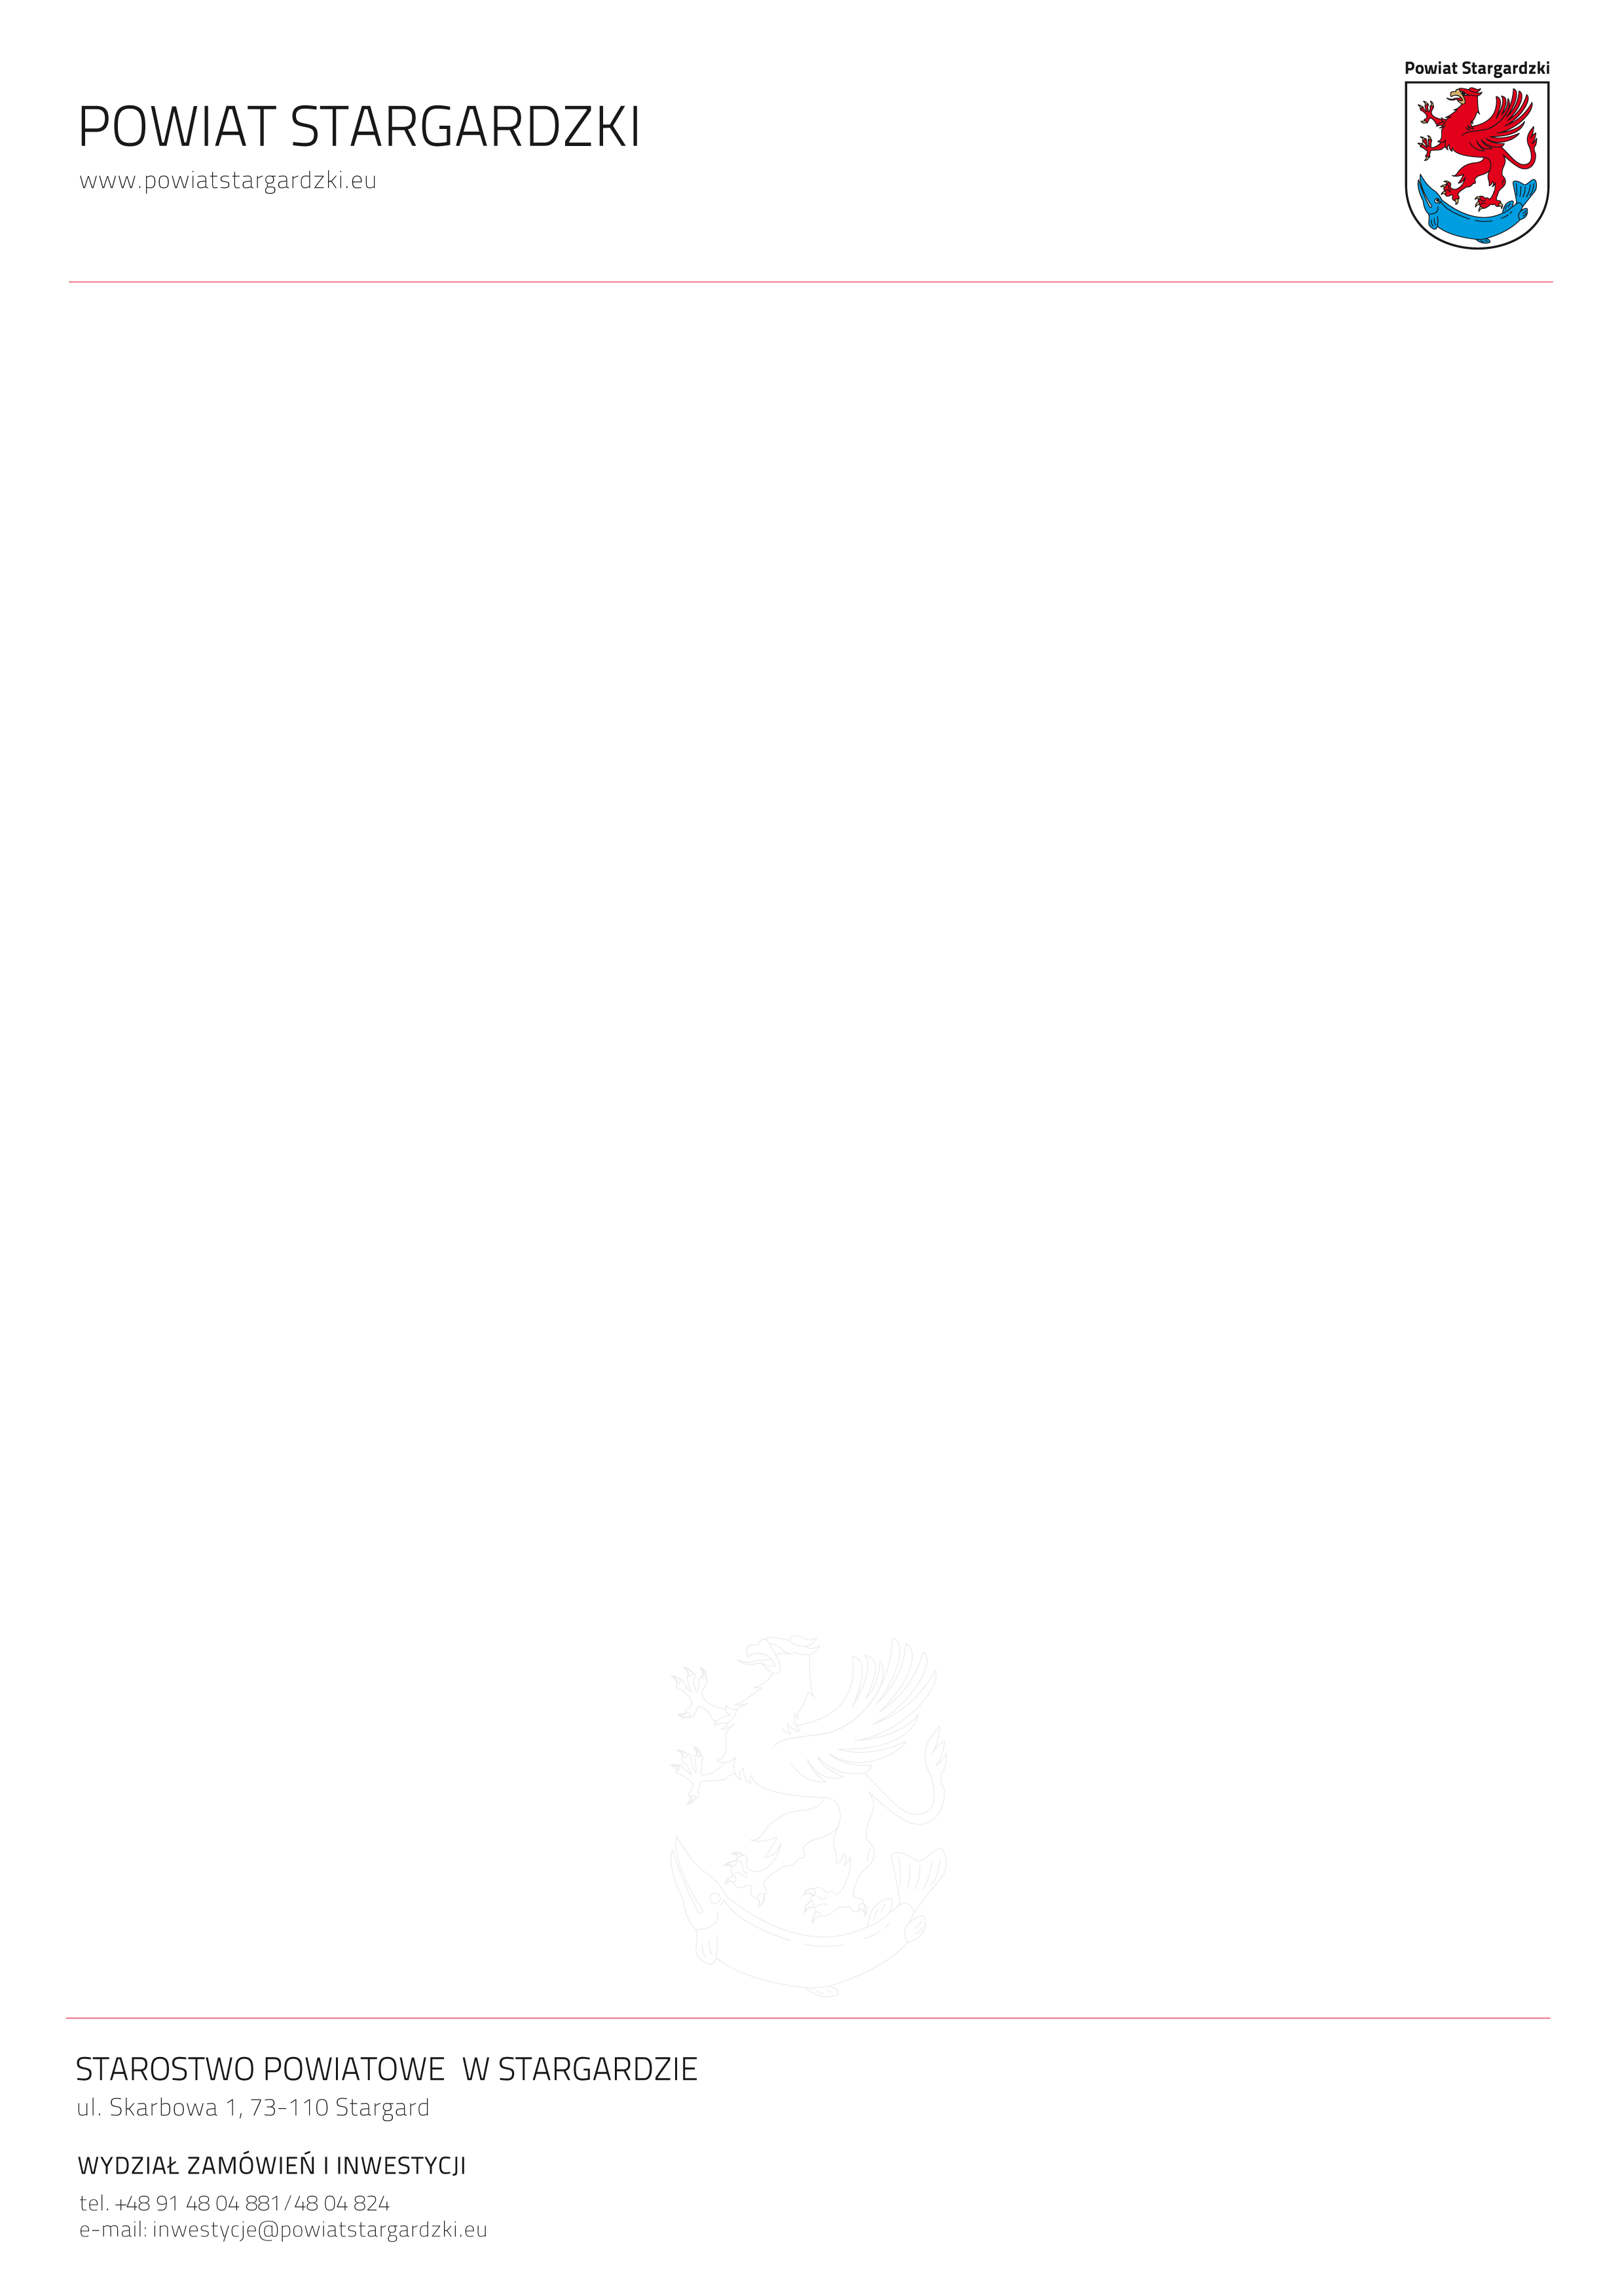 Powiat Stargardzki
POWIAT STARGARDZKI
www.powiatstargardzki.eu
STAROSTWO POWIATOWE W STARGARDZIE
ul. Skarbowa 1, 73-110 Stargard
WYDZIAŁ ZAMÓWIEŃ I INWESTYCJI
tel. +48 91 48 04 881/48 04 824
e-mail: inwestycje@powiatstargardzki.eu